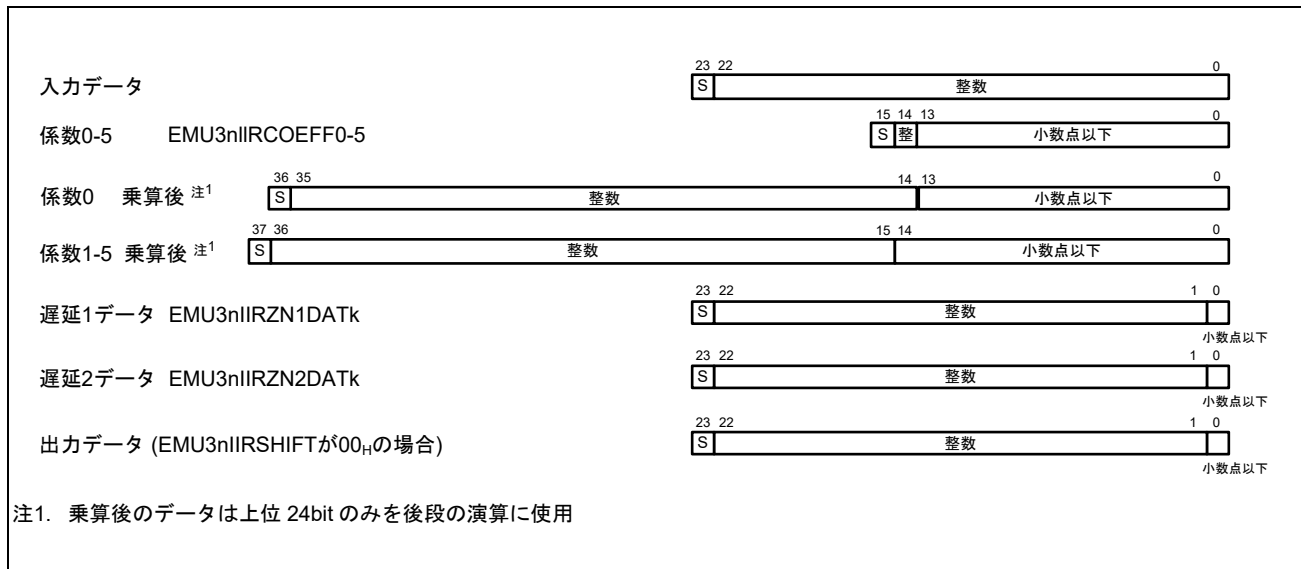 23 22 0
入力データ S 整数
15 14 13 0
係数0-5 EMU3nIIRCOEFF0-5 S 整 小数点以下
36 35 14 13 0
係数0 乗算後 注1 S 整数 小数点以下
37 36 15 14 0
係数1-5 乗算後 注1 S 整数 小数点以下
23 22 1 0
遅延1データ EMU3nIIRZN1DATk S 整数
小数点以下
23 22 1 0
遅延2データ EMU3nIIRZN2DATk S 整数
小数点以下
23 22 1 0
出力データ (EMU3nIIRSHIFTが00Hの場合) S 整数
小数点以下
注1. 乗算後のデータは上位 24bit のみを後段の演算に使用